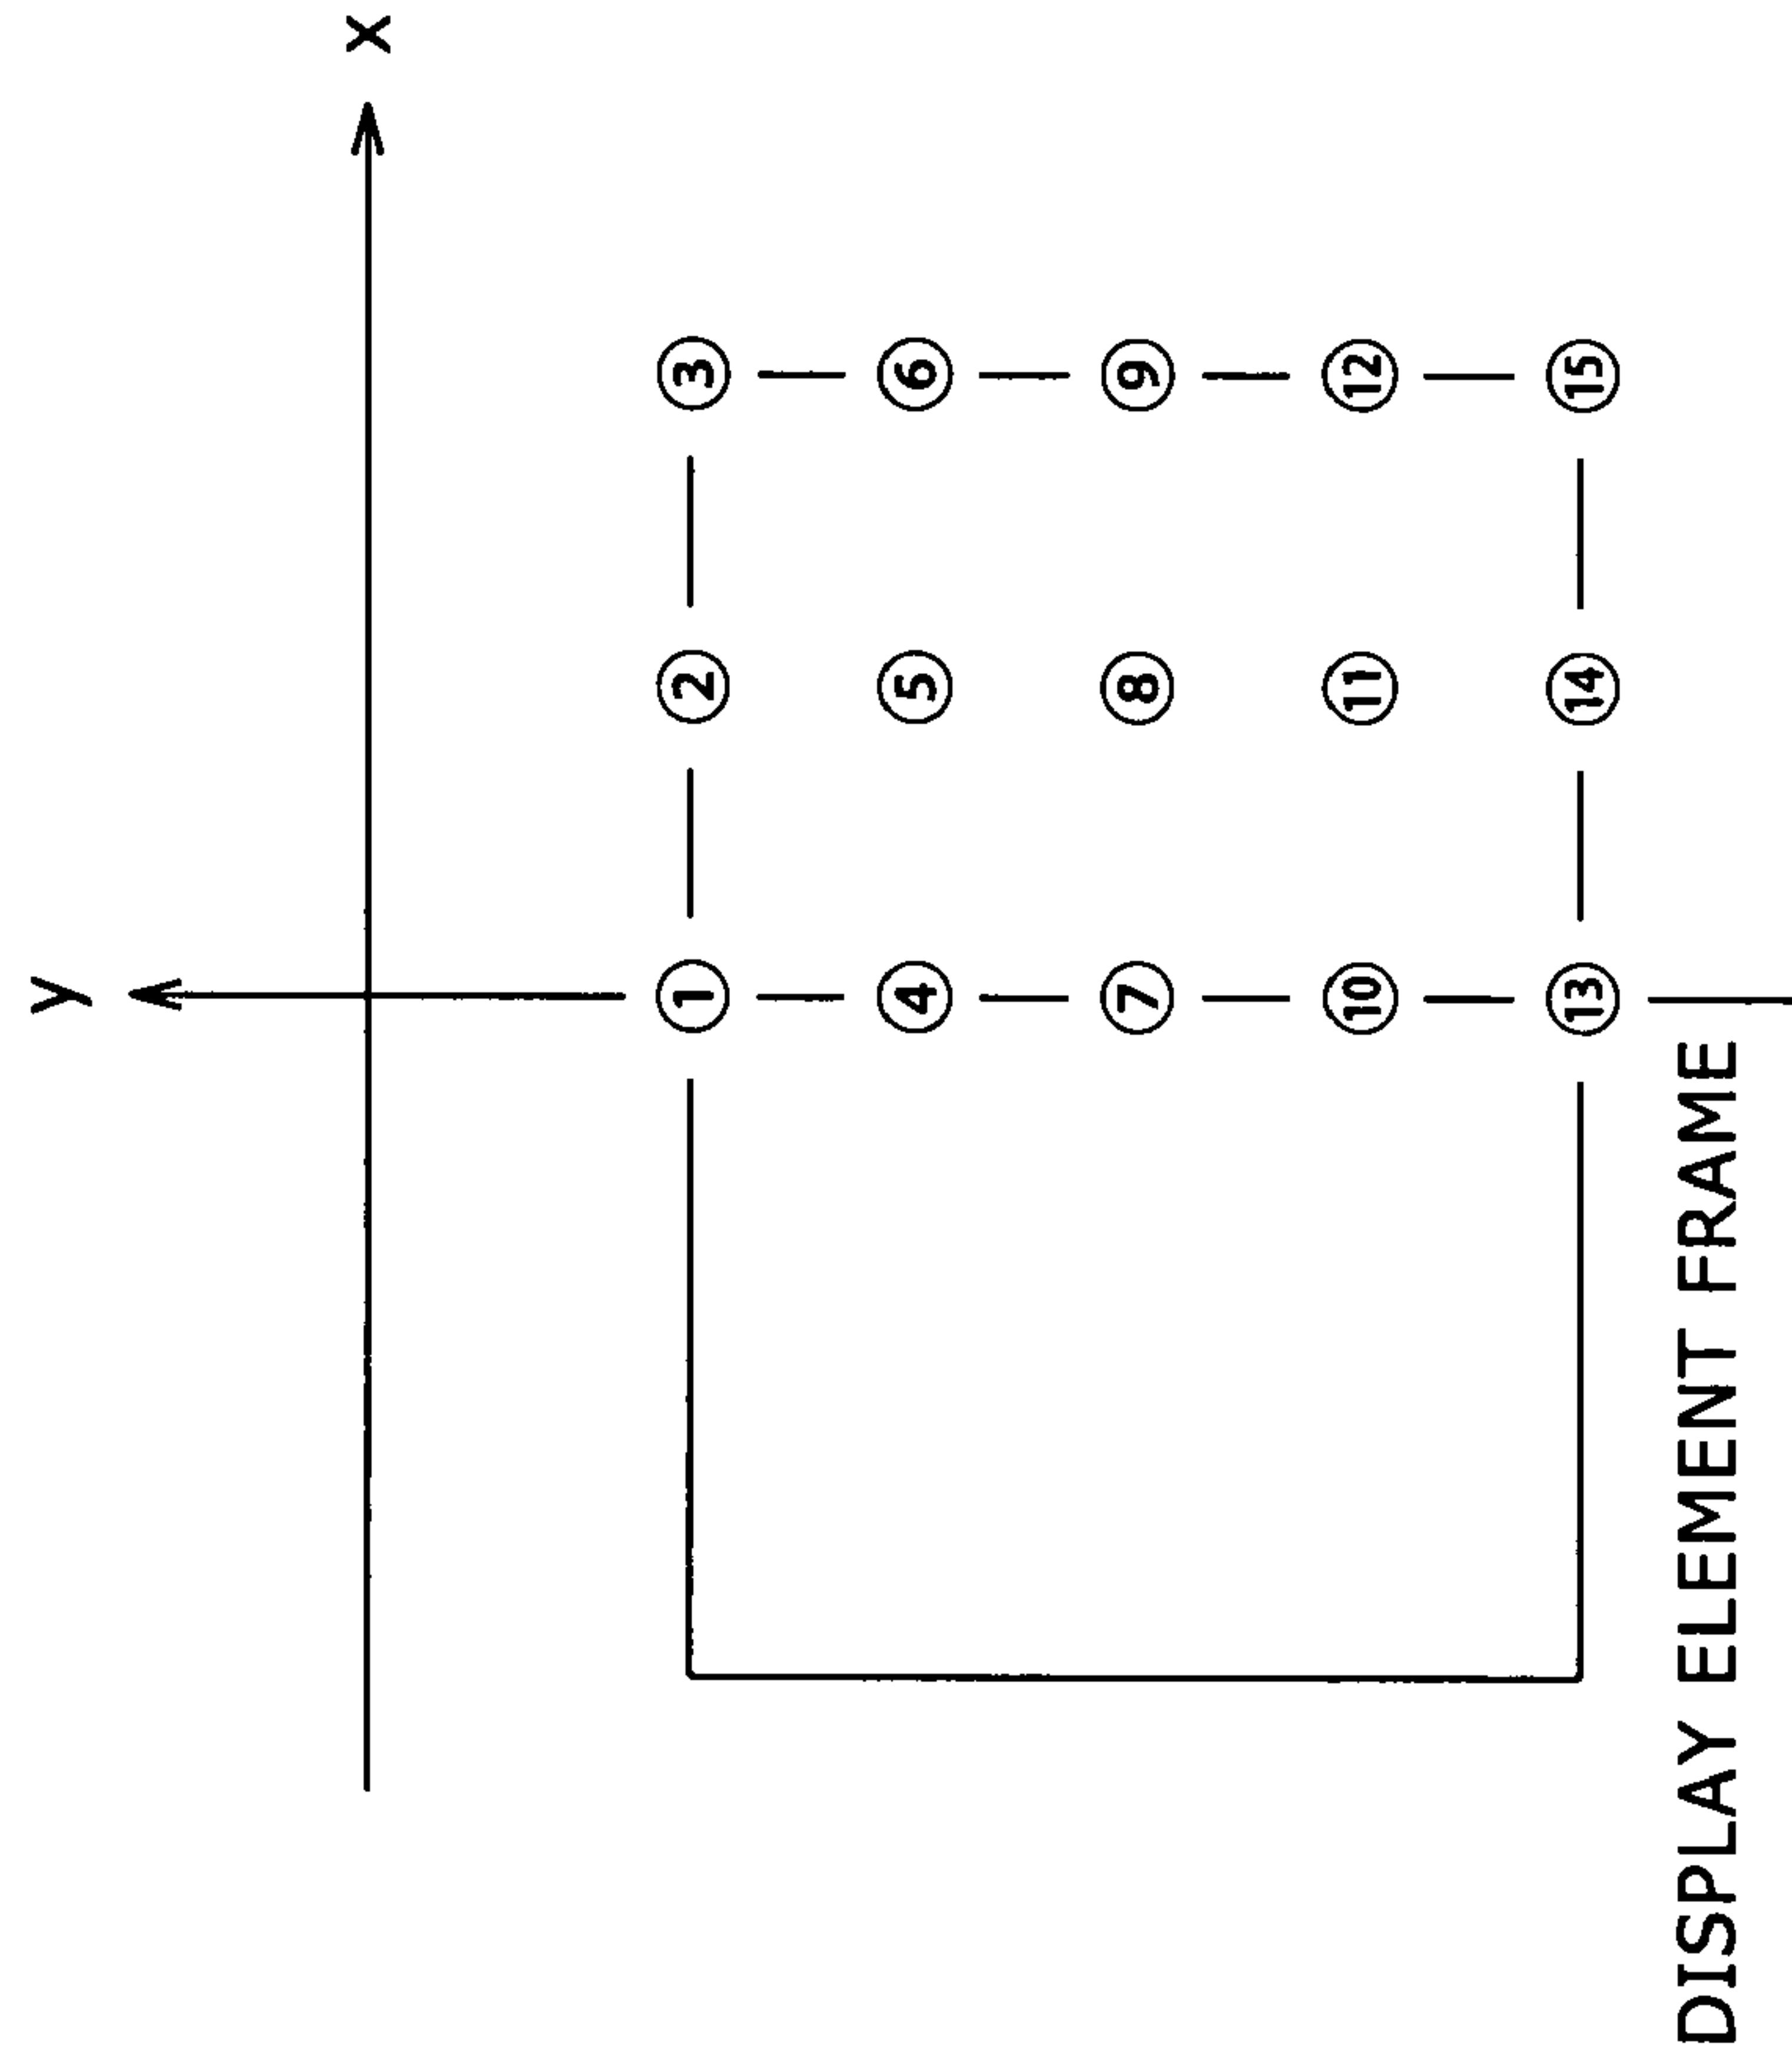 y
x
① ② ③
④ ⑤ ⑥
⑦ ⑧ ⑨
⑩ ⑪ ⑫
⑬ ⑭ ⑮
DISPLAY ELEMENT FRAME